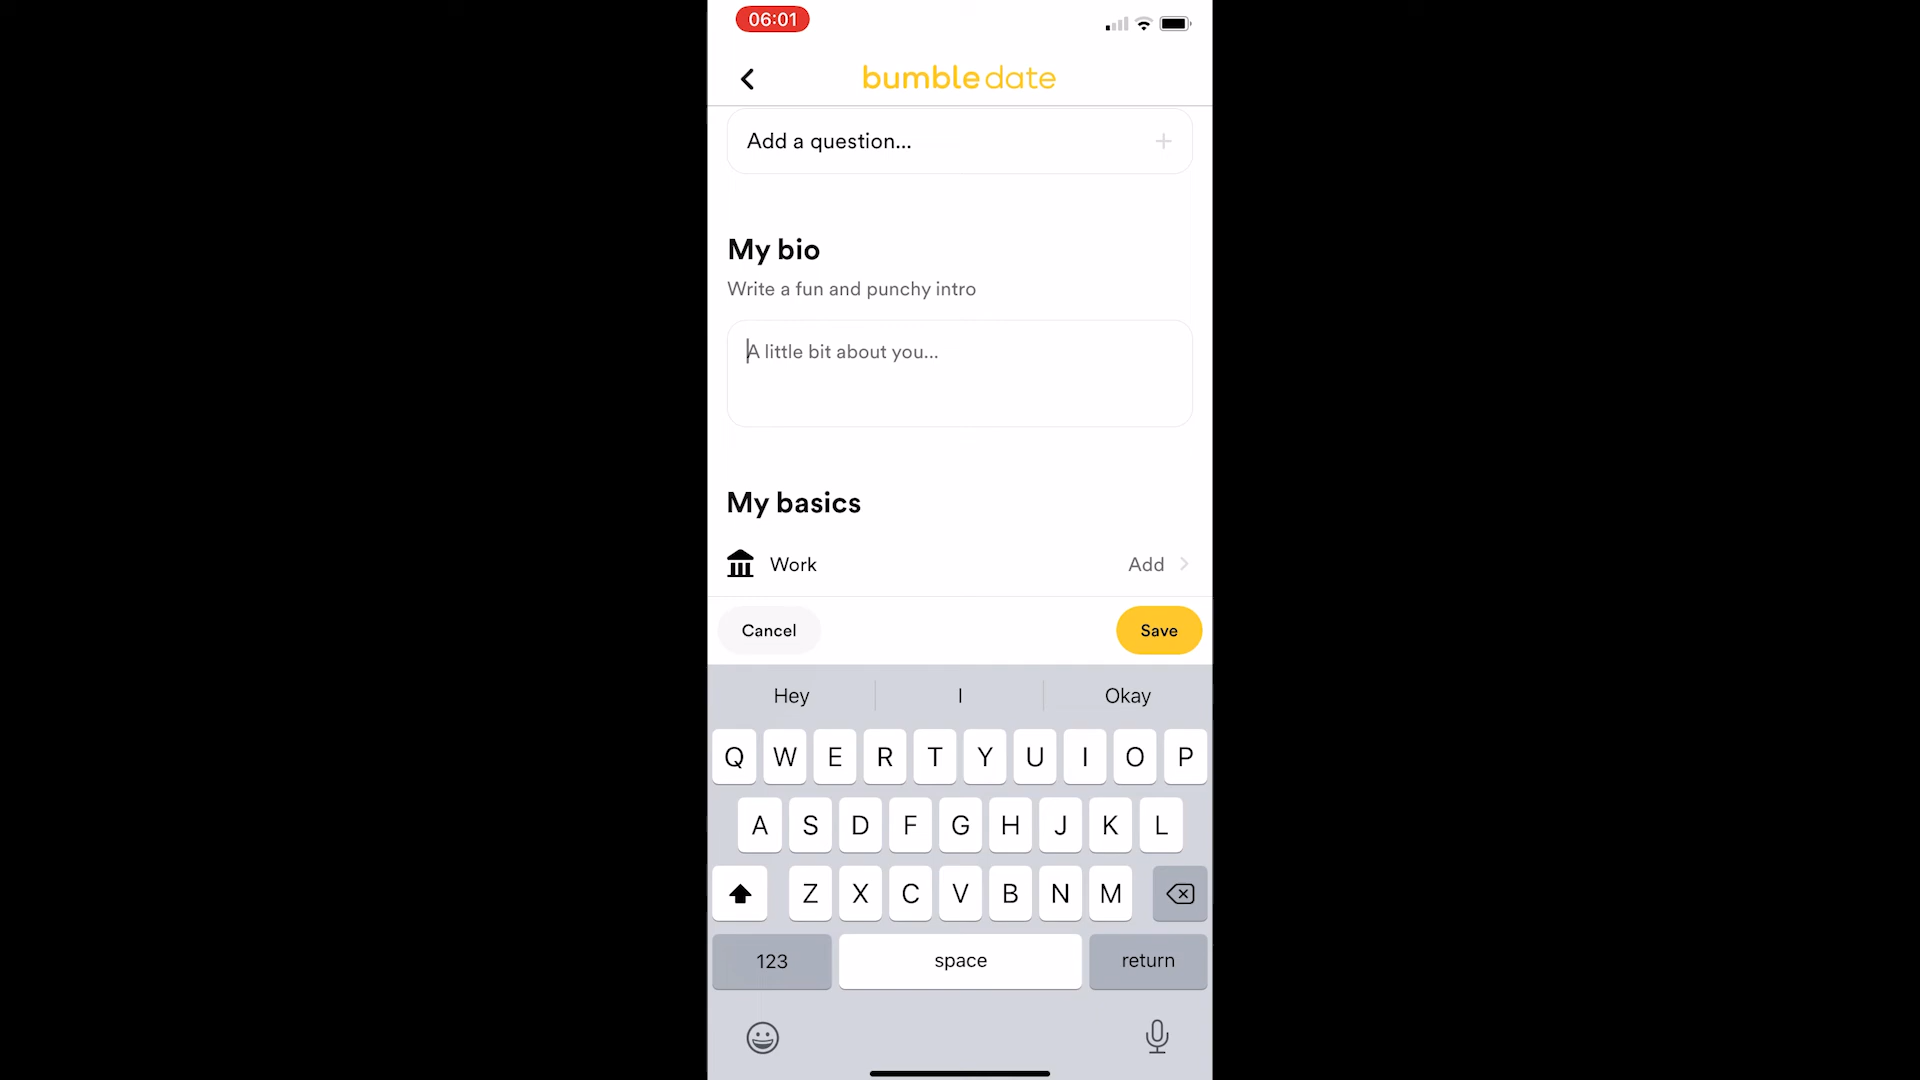 06:01
bumble date
Add a question...
My bio
Write a fun and punchy intro
A little bit about you...
My basics
Work Add
Cancel Save
Hey I Okay
Q W E R T Y U I O P
A S D F G H J K L
Z X C V B N M
123 space return